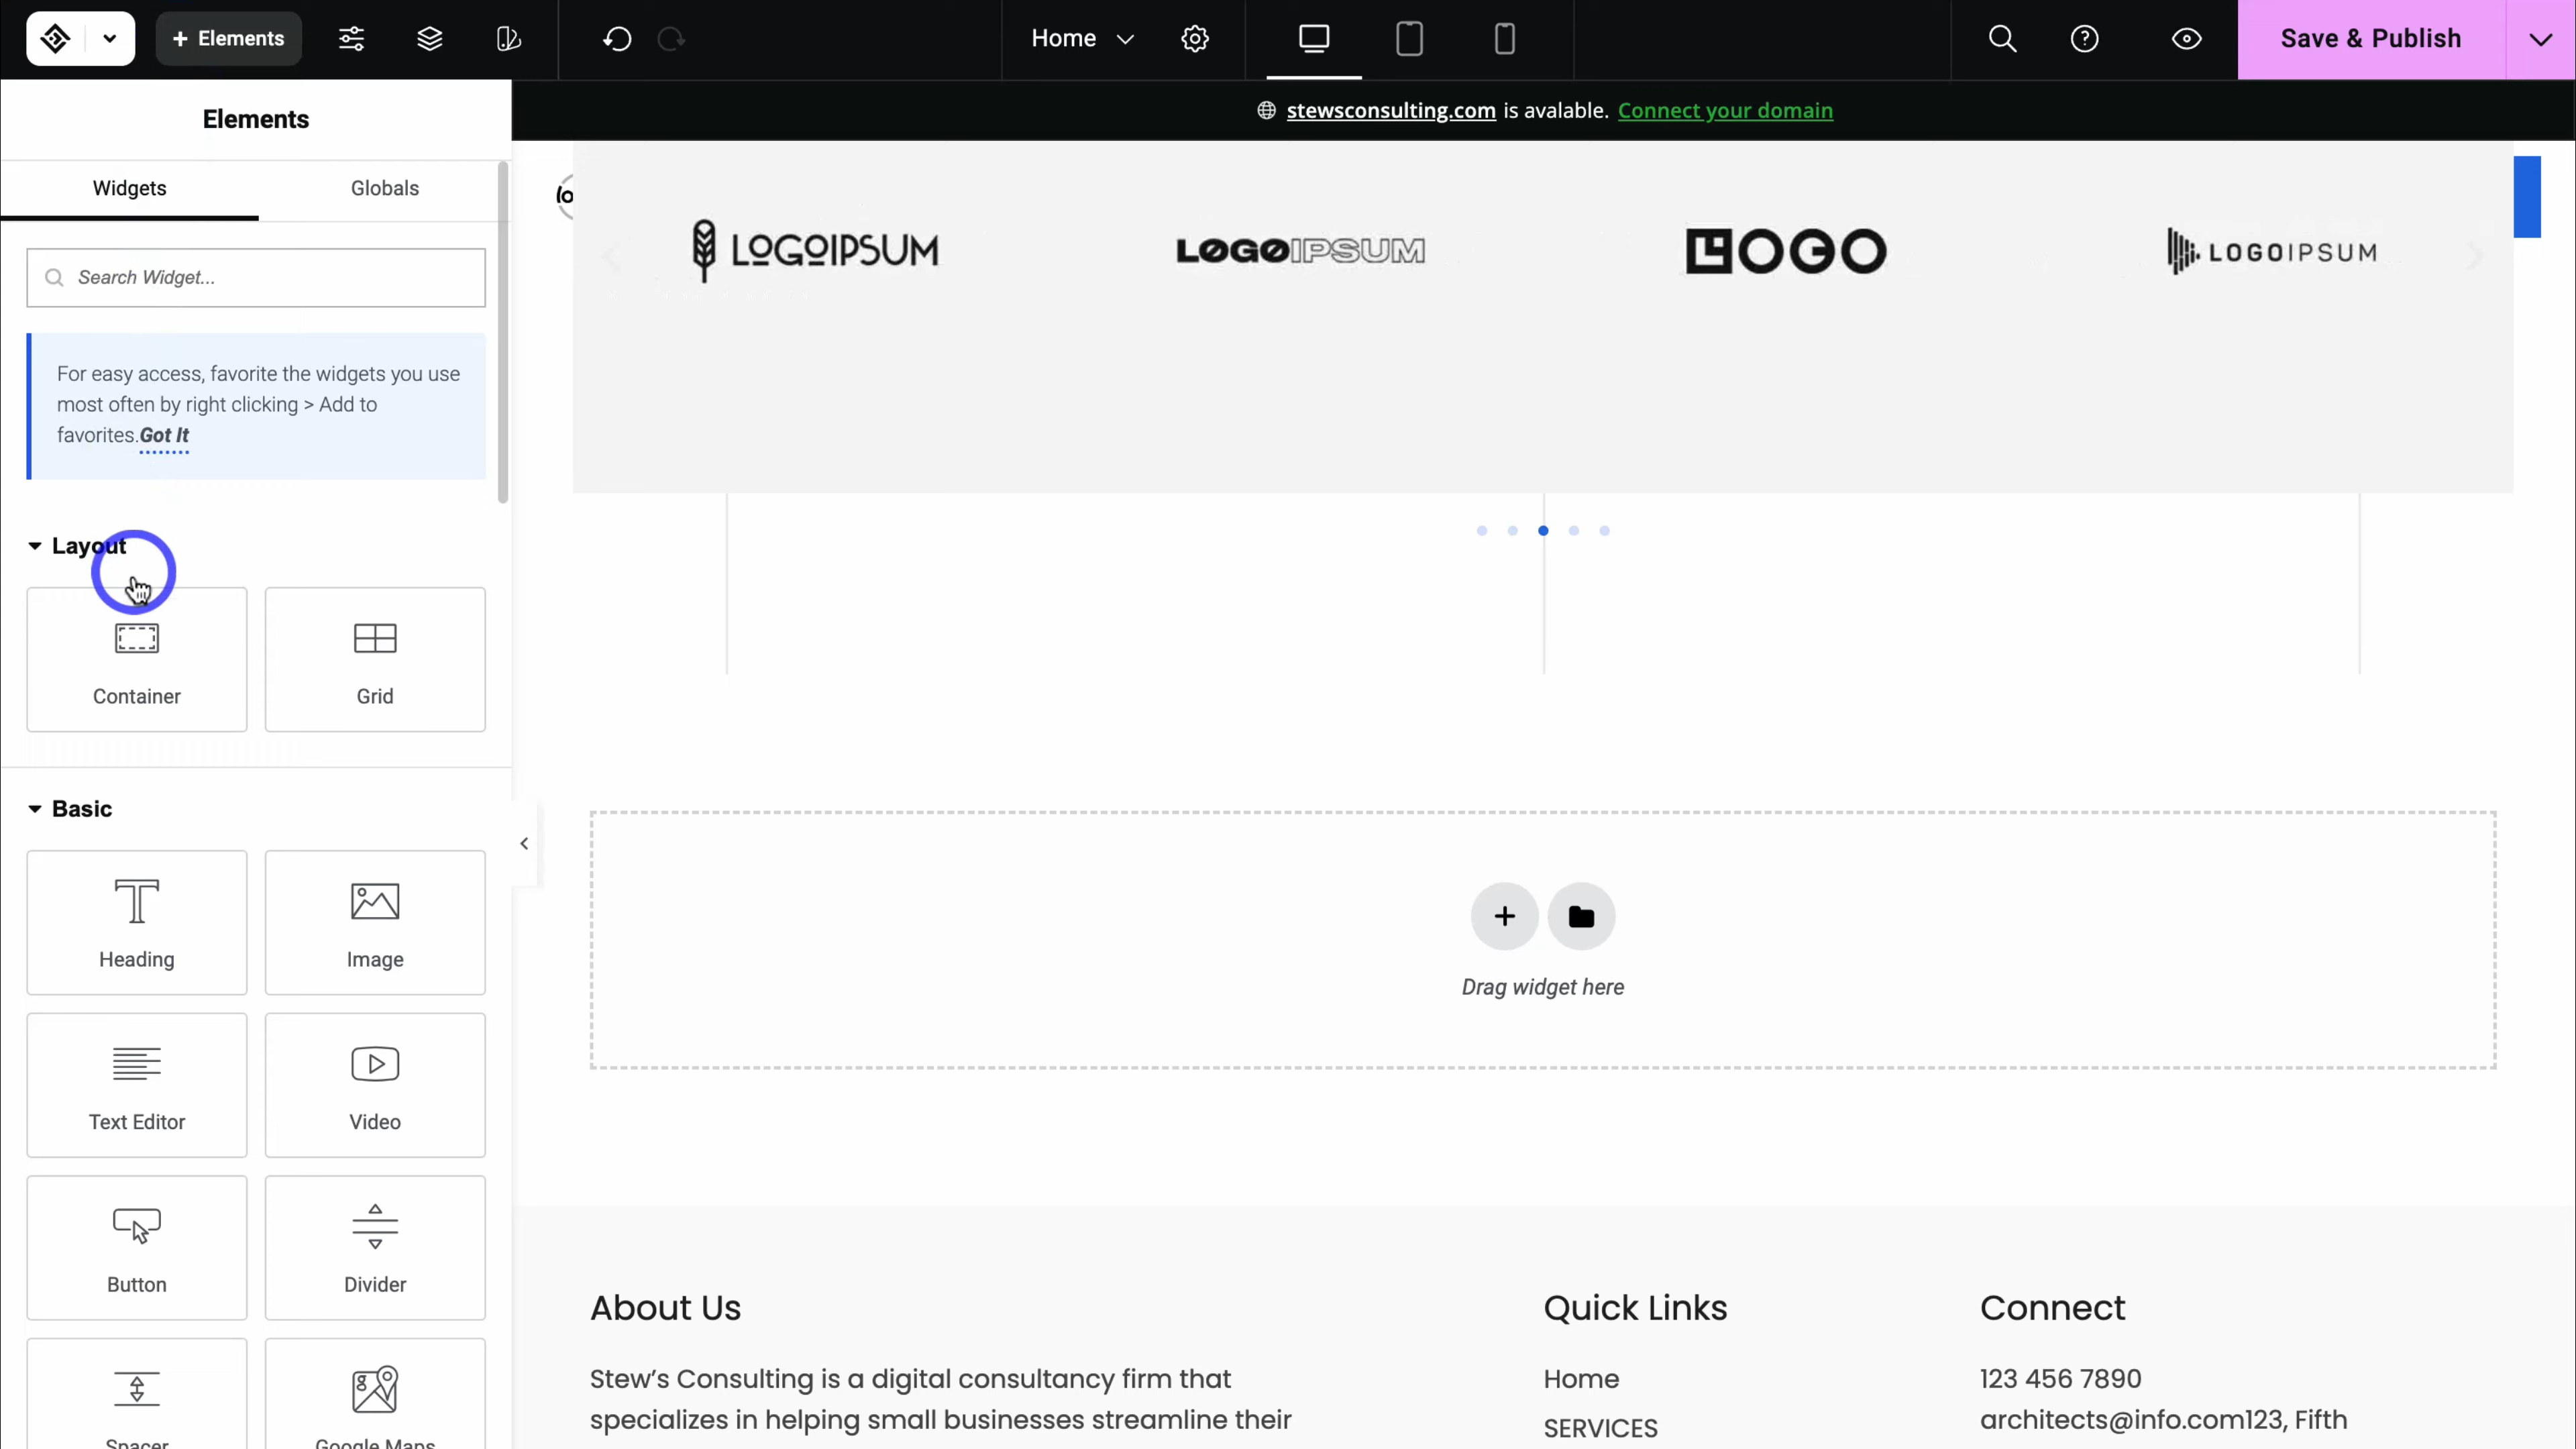 Elements
Home
Save & Publish
Elements
stewsconsulting.com is avalable. Connect your domain
Widgets
Globals
lo
LOGOIPSUM
LOGOIPSUM
LOGO
LOGOIPSUM
Search Widget...
For easy access, favorite the widgets you use
most often by right clicking > Add to
favorites.Got It
Layout
Container
Grid
Basic
Heading
Image
Drag widget here
Text Editor
Video
Button
Divider
Spacer
Google Maps
About Us
Stew's Consulting is a digital consultancy firm that
specializes in helping small businesses streamline their
Quick Links
Home
SERVICES
Connect
123 456 7890
architects@info.com123, Fifth